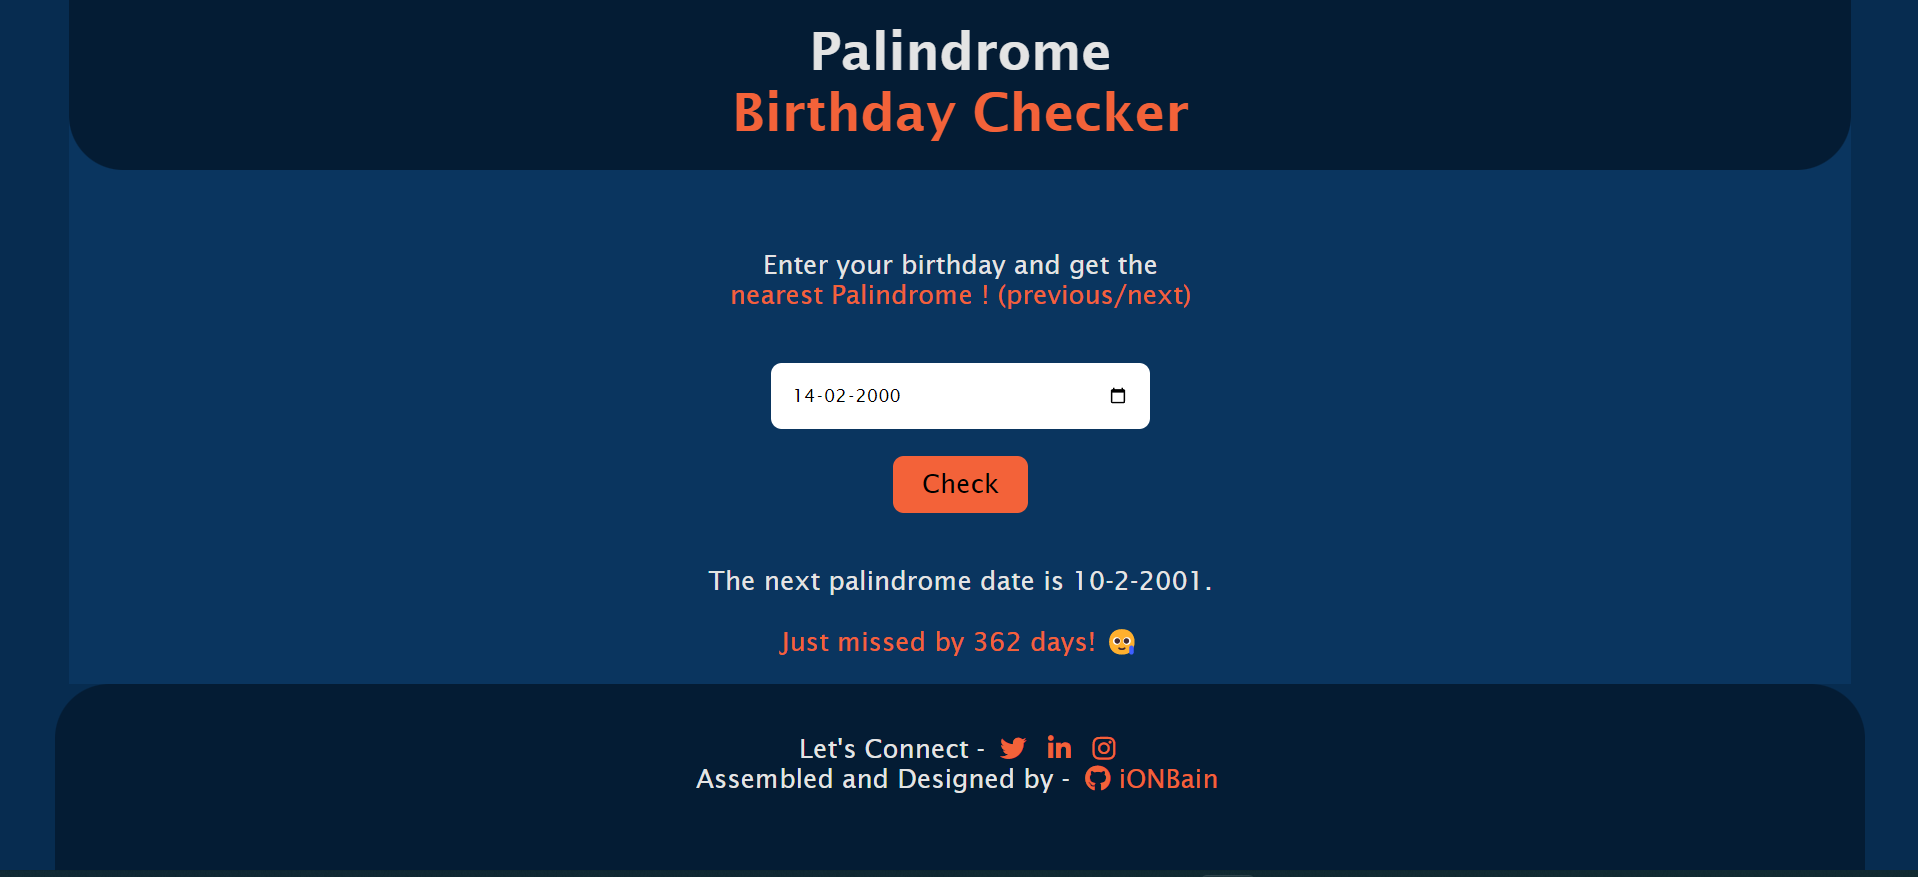 Palindrome
Birthday Checker
Enter your birthday and get the
nearest Palindrome ! (previous/next)
14-02-2000
Check
The next palindrome date is 10-2-2001.
Just missed by 362 days! 🥲
Let's Connect -
Assembled and Designed by - iONBain